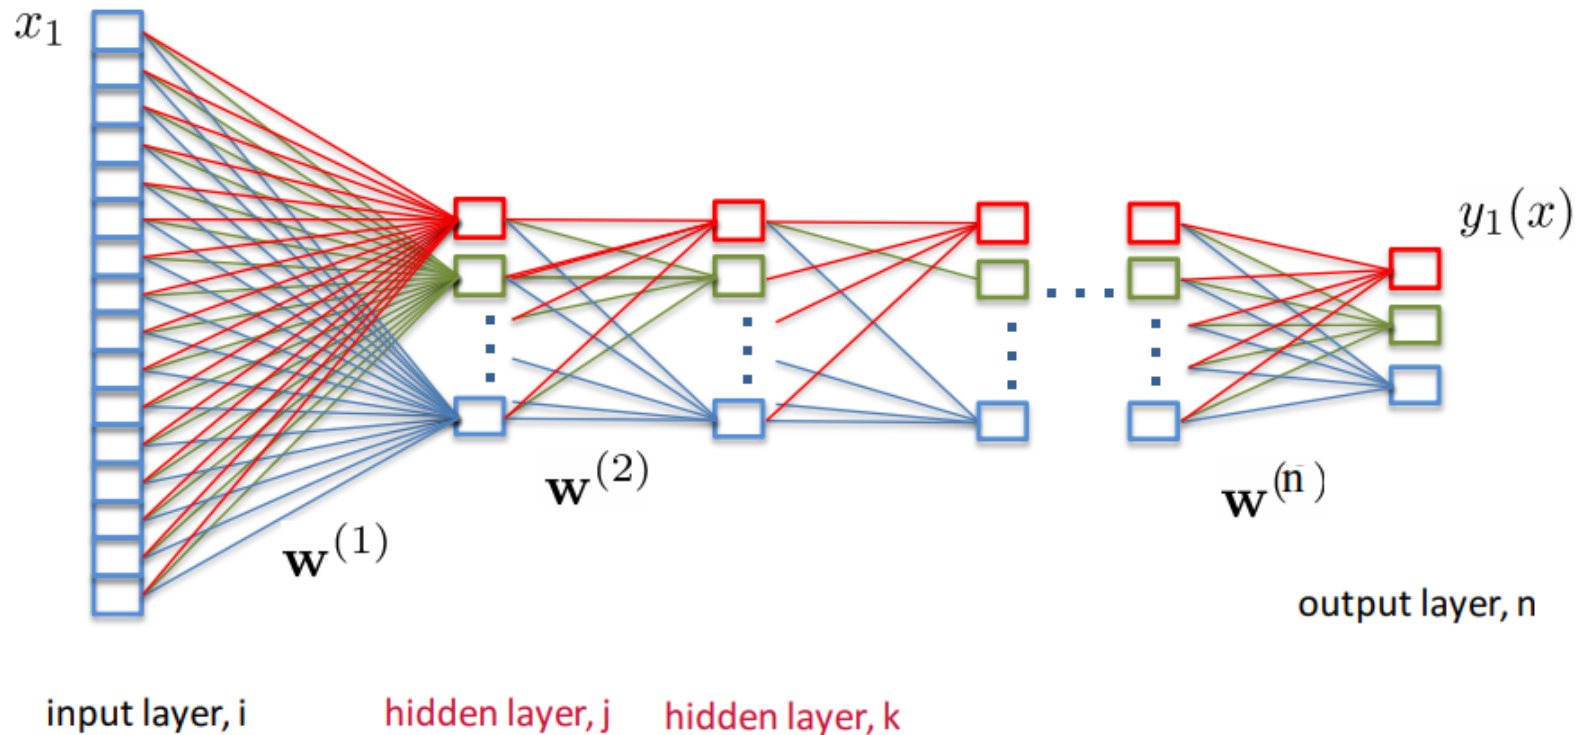 x₁
y₁(x)
w⁽²⁾
w⁽ⁿ⁾
w⁽¹⁾
output layer, n
input layer, i
hidden layer, j
hidden layer, k